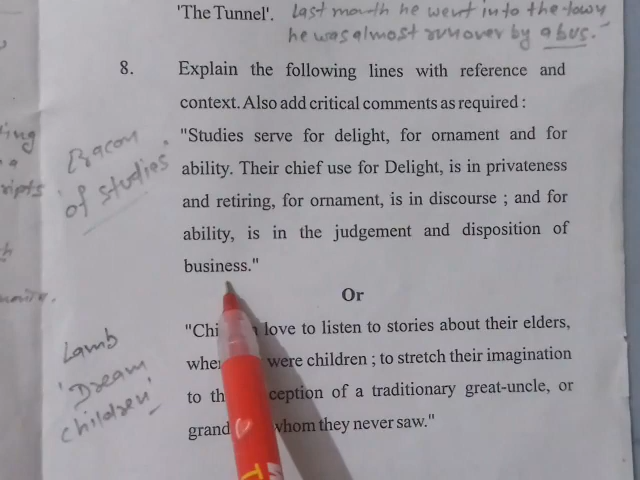 'The Tunnel'. Last month he went into the town
he was almost runover by a bus.
8. Explain the following lines with reference and
context. Also add critical comments as required :
"Studies serve for delight, for ornament and for
ability. Their chief use for Delight, is in privateness
and retiring, for ornament, is in discourse ; and for
ability, is in the judgement and disposition of
business."
Bacon
'of studies'
Or
"Chi love to listen to stories about their elders,
when were children ; to stretch their imagination
to th ception of a traditionary great-uncle, or
grand whom they never saw."
Lamb
'Dream
children'